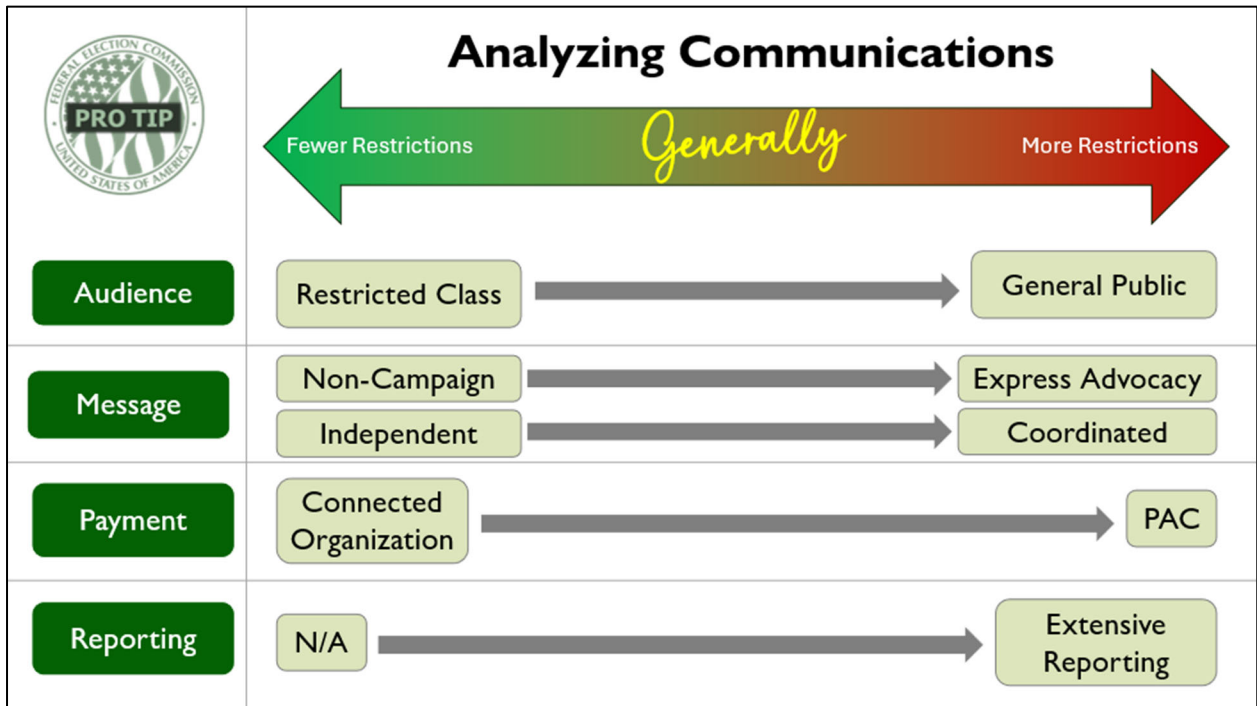 Analyzing Communications
FEDERAL ELECTION COMMISSION
PRO TIP
UNITED STATES OF AMERICA
Fewer Restrictions
Generally
More Restrictions
Audience
Restricted Class
General Public
Message
Non-Campaign
Express Advocacy
Independent
Coordinated
Payment
Connected
Organization
PAC
Reporting
N/A
Extensive
Reporting